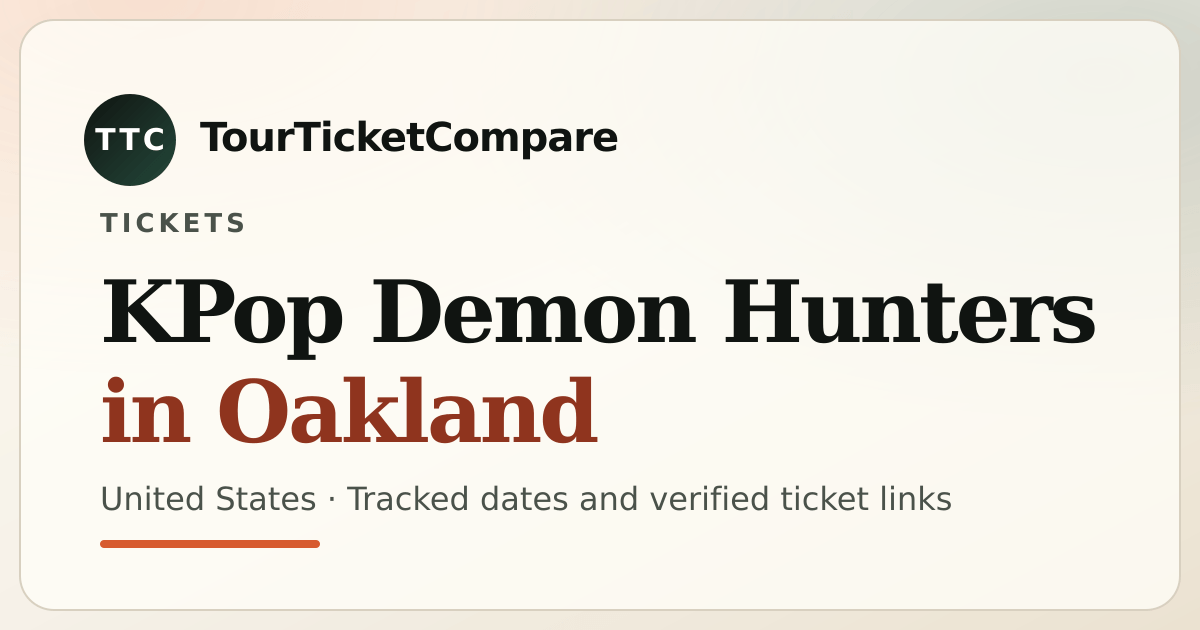 TTC TourTicketCompare
TICKETS
KPop Demon Hunters
in Oakland
United States · Tracked dates and verified ticket links